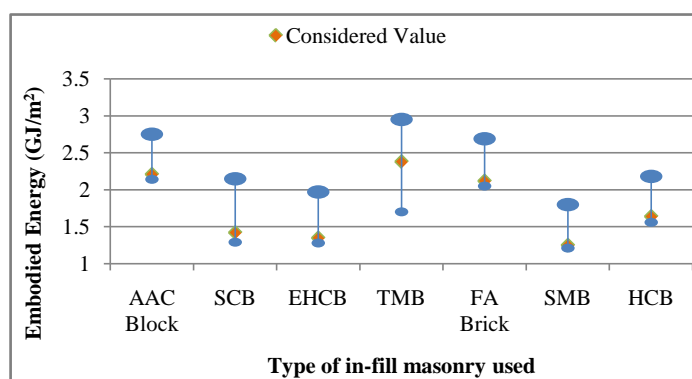 Considered Value
Embodied Energy (GJ/m²)
3.5
3
2.5
2
1.5
1
AAC Block
SCB
EHCB
TMB
FA Brick
SMB
HCB
Type of in-fill masonry used